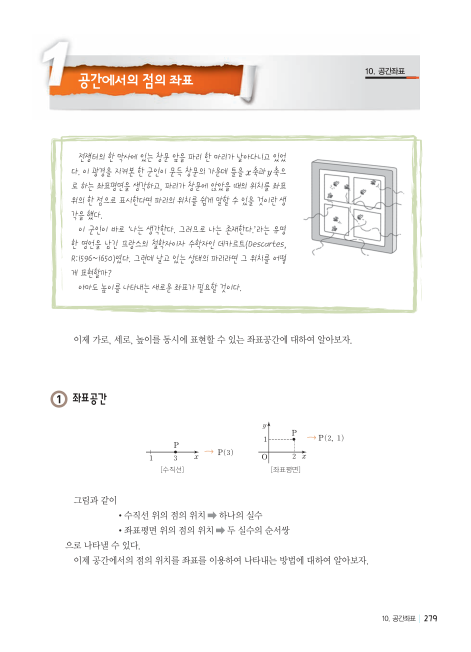 1
공간에서의 점의 좌표
10. 공간좌표
전쟁터의 한 막사에 있는 창문 앞을 파리 한 마리가 날아다니고 있었
다. 이 광경을 지켜본 한 군인이 문득 창문의 가운데 틀을 x축과 y축으
로 하는 좌표평면을 생각하고, 파리가 창문에 앉았을 때의 위치를 좌표
위의 한 점으로 표시한다면 파리의 위치를 쉽게 말할 수 있을 것이란 생
각을 했다.
이 군인이 바로 '나는 생각한다. 그러므로 나는 존재한다.'라는 유명
한 명언을 남긴 프랑스의 철학자이자 수학자인 데카르트(Descartes,
R:1596~1650)였다. 그런데 날고 있는 상태의 파리라면 그 위치를 어떻
게 표현할까?
아마도 높이를 나타내는 새로운 좌표가 필요할 것이다.
이제 가로, 세로, 높이를 동시에 표현할 수 있는 좌표공간에 대하여 알아보자.
1 좌표공간
P
1 3 x → P(3)
[수직선]
y
1 P → P(2, 1)
O 2 x
[좌표평면]
그림과 같이
• 수직선 위의 점의 위치 ➡ 하나의 실수
• 좌표평면 위의 점의 위치 ➡ 두 실수의 순서쌍
으로 나타낼 수 있다.
이제 공간에서의 점의 위치를 좌표를 이용하여 나타내는 방법에 대하여 알아보자.
10. 공간좌표 | 279